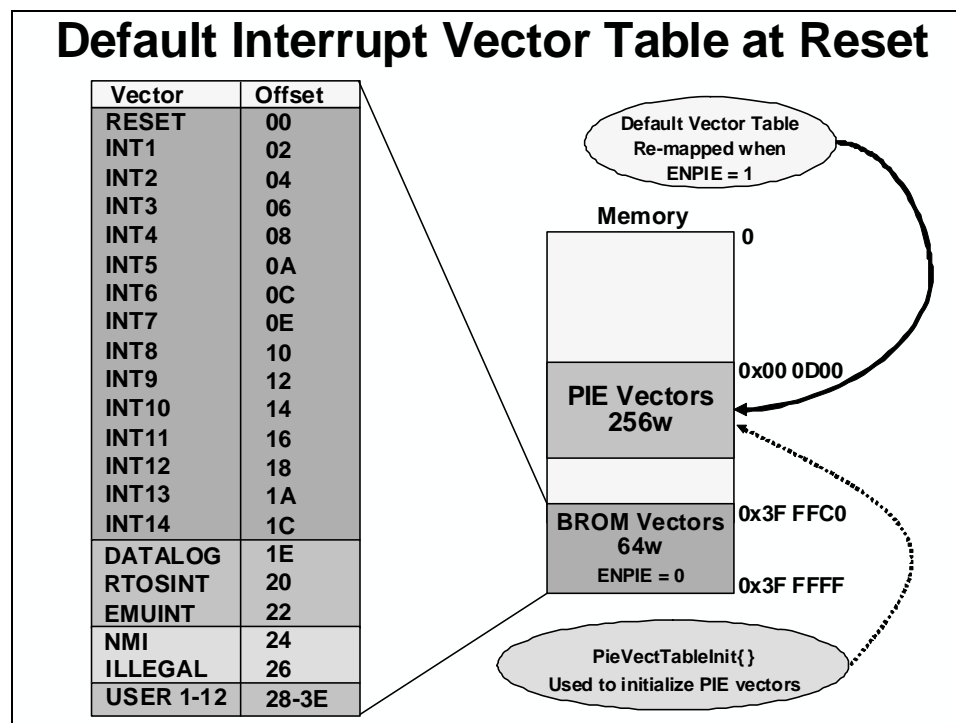 Default Interrupt Vector Table at Reset
Vector Offset
RESET 00
INT1 02
INT2 04
INT3 06
INT4 08
INT5 0A
INT6 0C
INT7 0E
INT8 10
INT9 12
INT10 14
INT11 16
INT12 18
INT13 1A
INT14 1C
DATALOG 1E
RTOSINT 20
EMUINT 22
NMI 24
ILLEGAL 26
USER 1-12 28-3E
Default Vector Table
Re-mapped when
ENPIE = 1
Memory
0
0x00 0D00
PIE Vectors
256w
0x3F FFC0
BROM Vectors
64w
ENPIE = 0
0x3F FFFF
PieVectTableInit{ }
Used to initialize PIE vectors